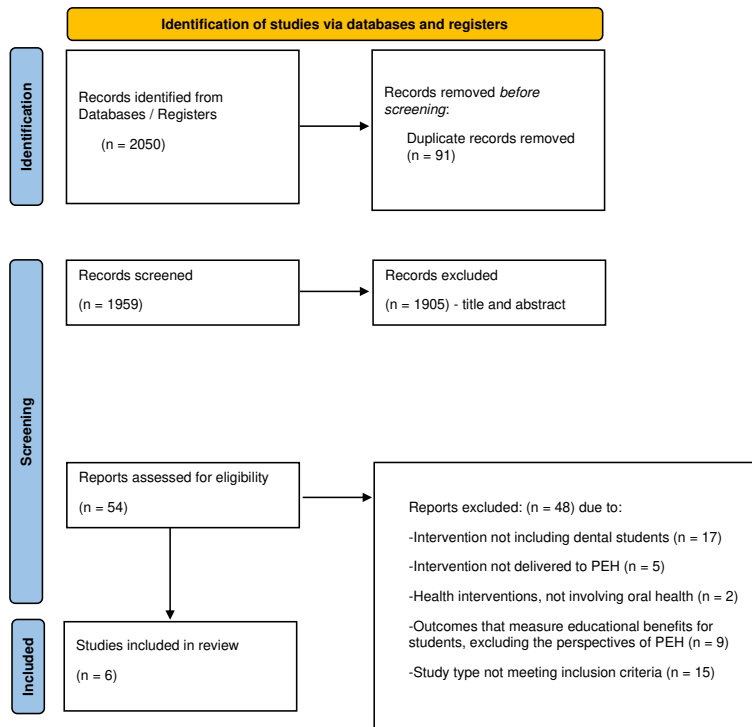 Identification of studies via databases and registers
Identification
Records identified from
Databases / Registers
(n = 2050)
Records removed before
screening:
Duplicate records removed
(n = 91)
Screening
Records screened
(n = 1959)
Records excluded
(n = 1905) - title and abstract
Reports assessed for eligibility
(n = 54)
Reports excluded: (n = 48) due to:
-Intervention not including dental students (n = 17)
-Intervention not delivered to PEH (n = 5)
-Health interventions, not involving oral health (n = 2)
-Outcomes that measure educational benefits for
students, excluding the perspectives of PEH (n = 9)
-Study type not meeting inclusion criteria (n = 15)
Included
Studies included in review
(n = 6)